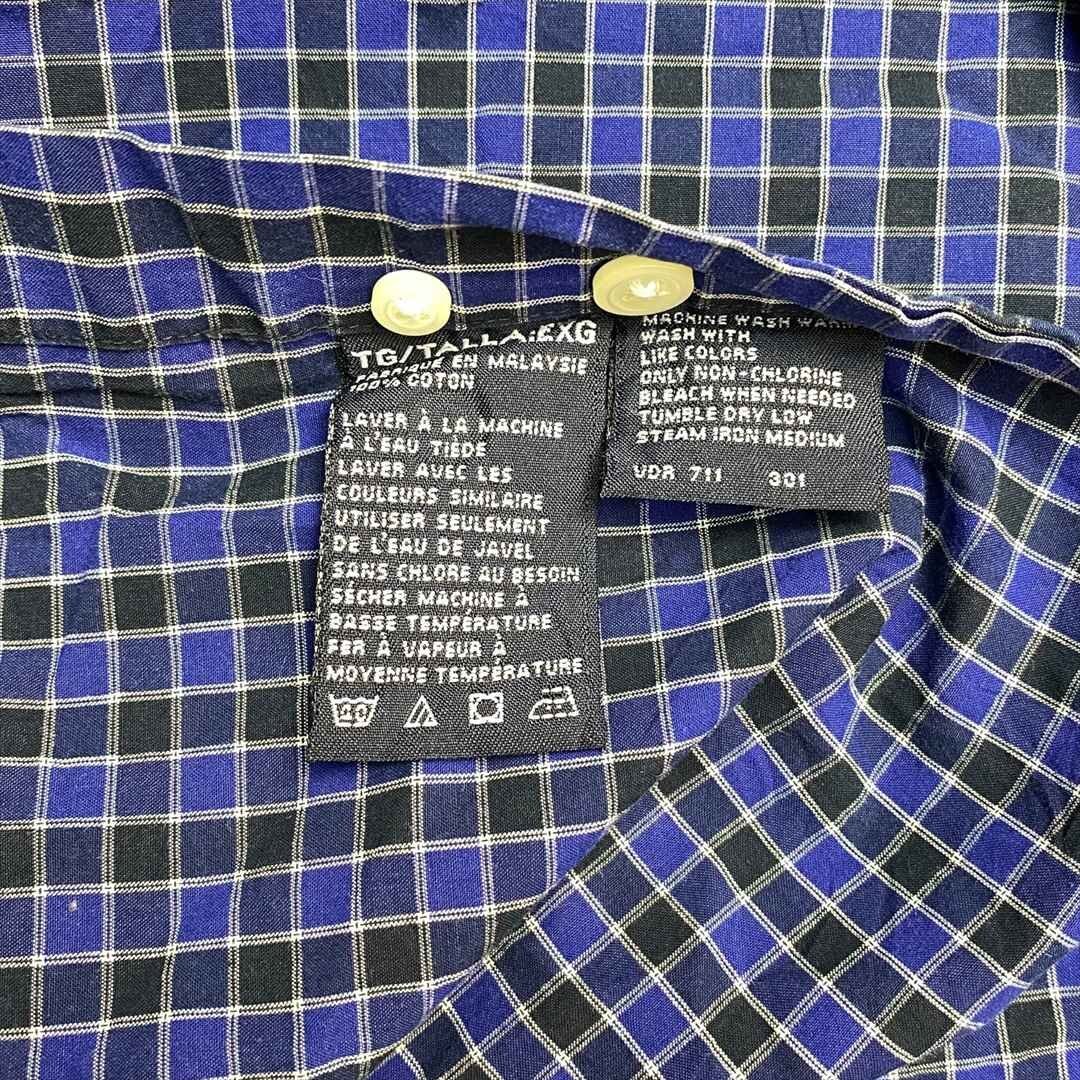 TG/TALLA:EXG
FABRIQUÉ EN MALAYSIE
100% COTON
LAVER À LA MACHINE
À L'EAU TIÈDE
LAVER AVEC LES
COULEURS SIMILAIRE
UTILISER SEULEMENT
DE L'EAU DE JAVEL
SANS CHLORE AU BESOIN
SÉCHER MACHINE À
BASSE TEMPÉRATURE
FER À VAPEUR À
MOYENNE TEMPÉRATURE
MACHINE WASH WARM
WASH WITH
LIKE COLORS
ONLY NON-CHLORINE
BLEACH WHEN NEEDED
TUMBLE DRY LOW
STEAM IRON MEDIUM
VDR 711 301